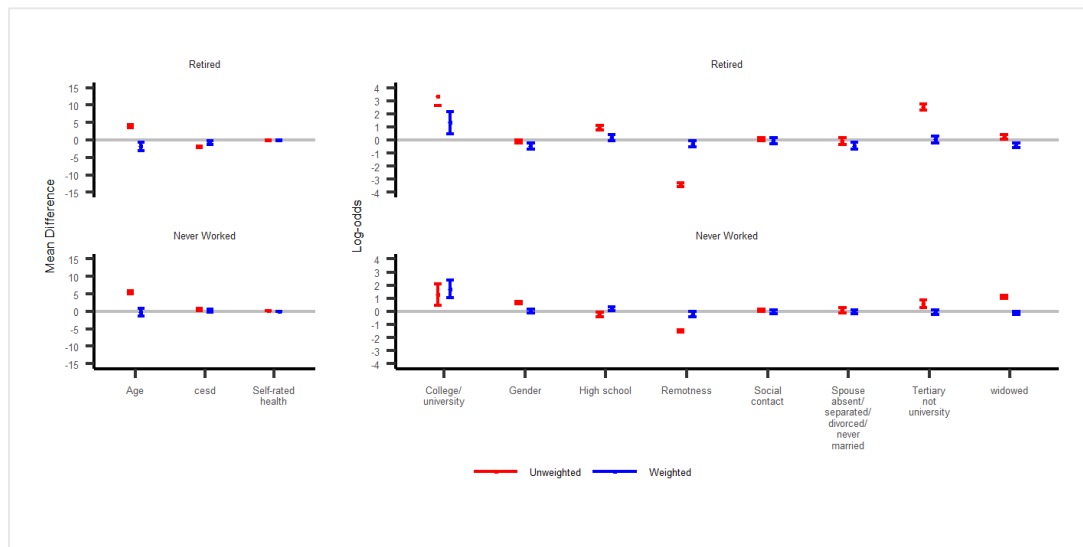 Retired
Retired
15
10
5
0
-5
-10
-15
4
3
2
1
0
-1
-2
-3
-4
Mean Difference
Log-odds
Never Worked
Never Worked
15
10
5
0
-5
-10
-15
4
3
2
1
0
-1
-2
-3
-4
Age
cesd
Self-rated
health
College/
university
Gender
High school
Remotness
Social
contact
Spouse
absent/
separated/
divorced/
never
married
Tertiary
not
university
widowed
Unweighted
Weighted